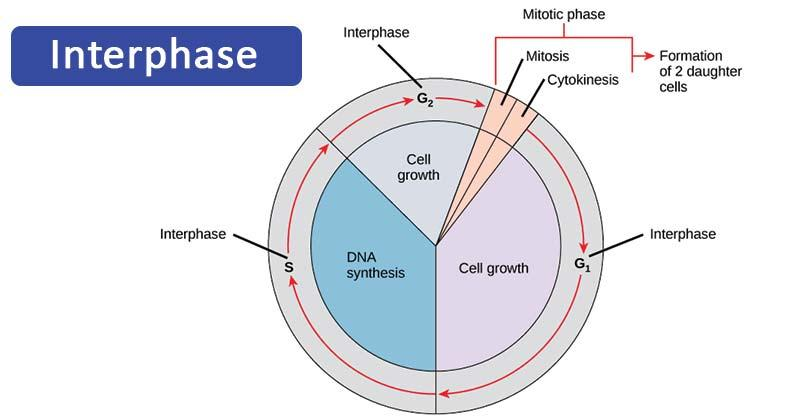 Interphase
Mitotic phase
Interphase
Mitosis
Formation
of 2 daughter
cells
Cytokinesis
G₂
Cell
growth
Interphase
Interphase
S
DNA
synthesis
Cell growth
G₁